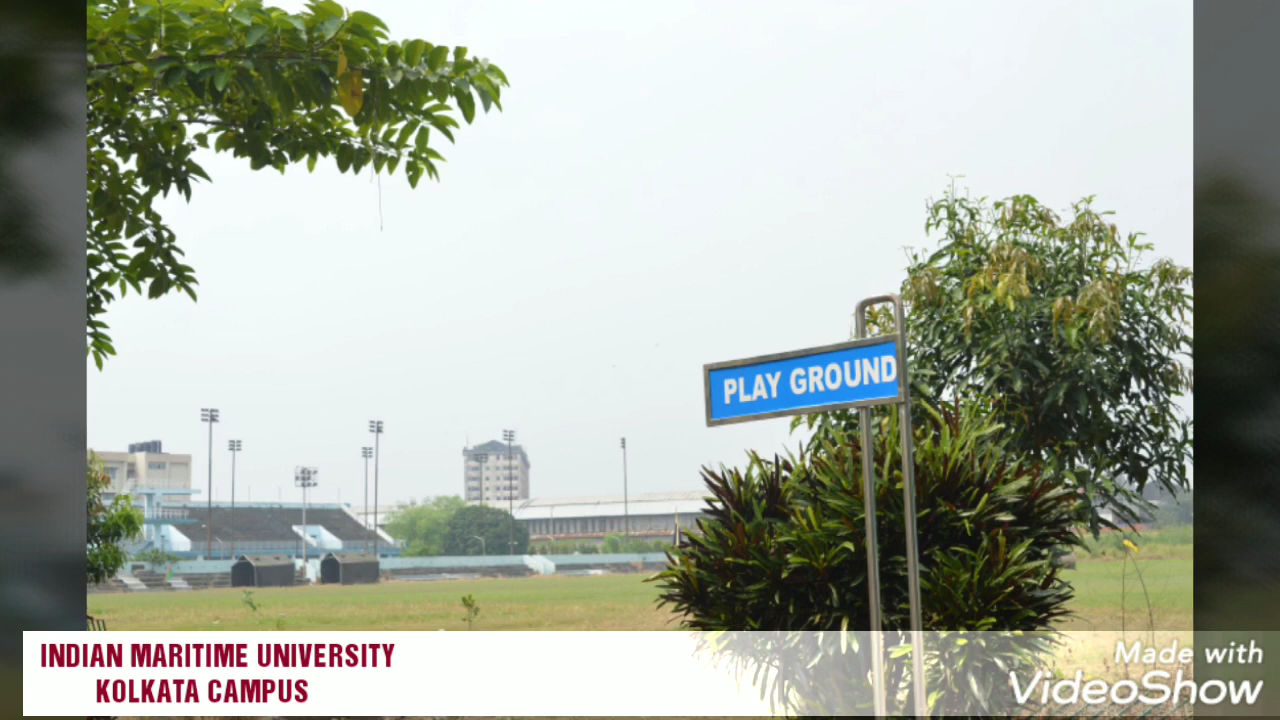 PLAY GROUND
INDIAN MARITIME UNIVERSITY
KOLKATA CAMPUS
Made with
VideoShow